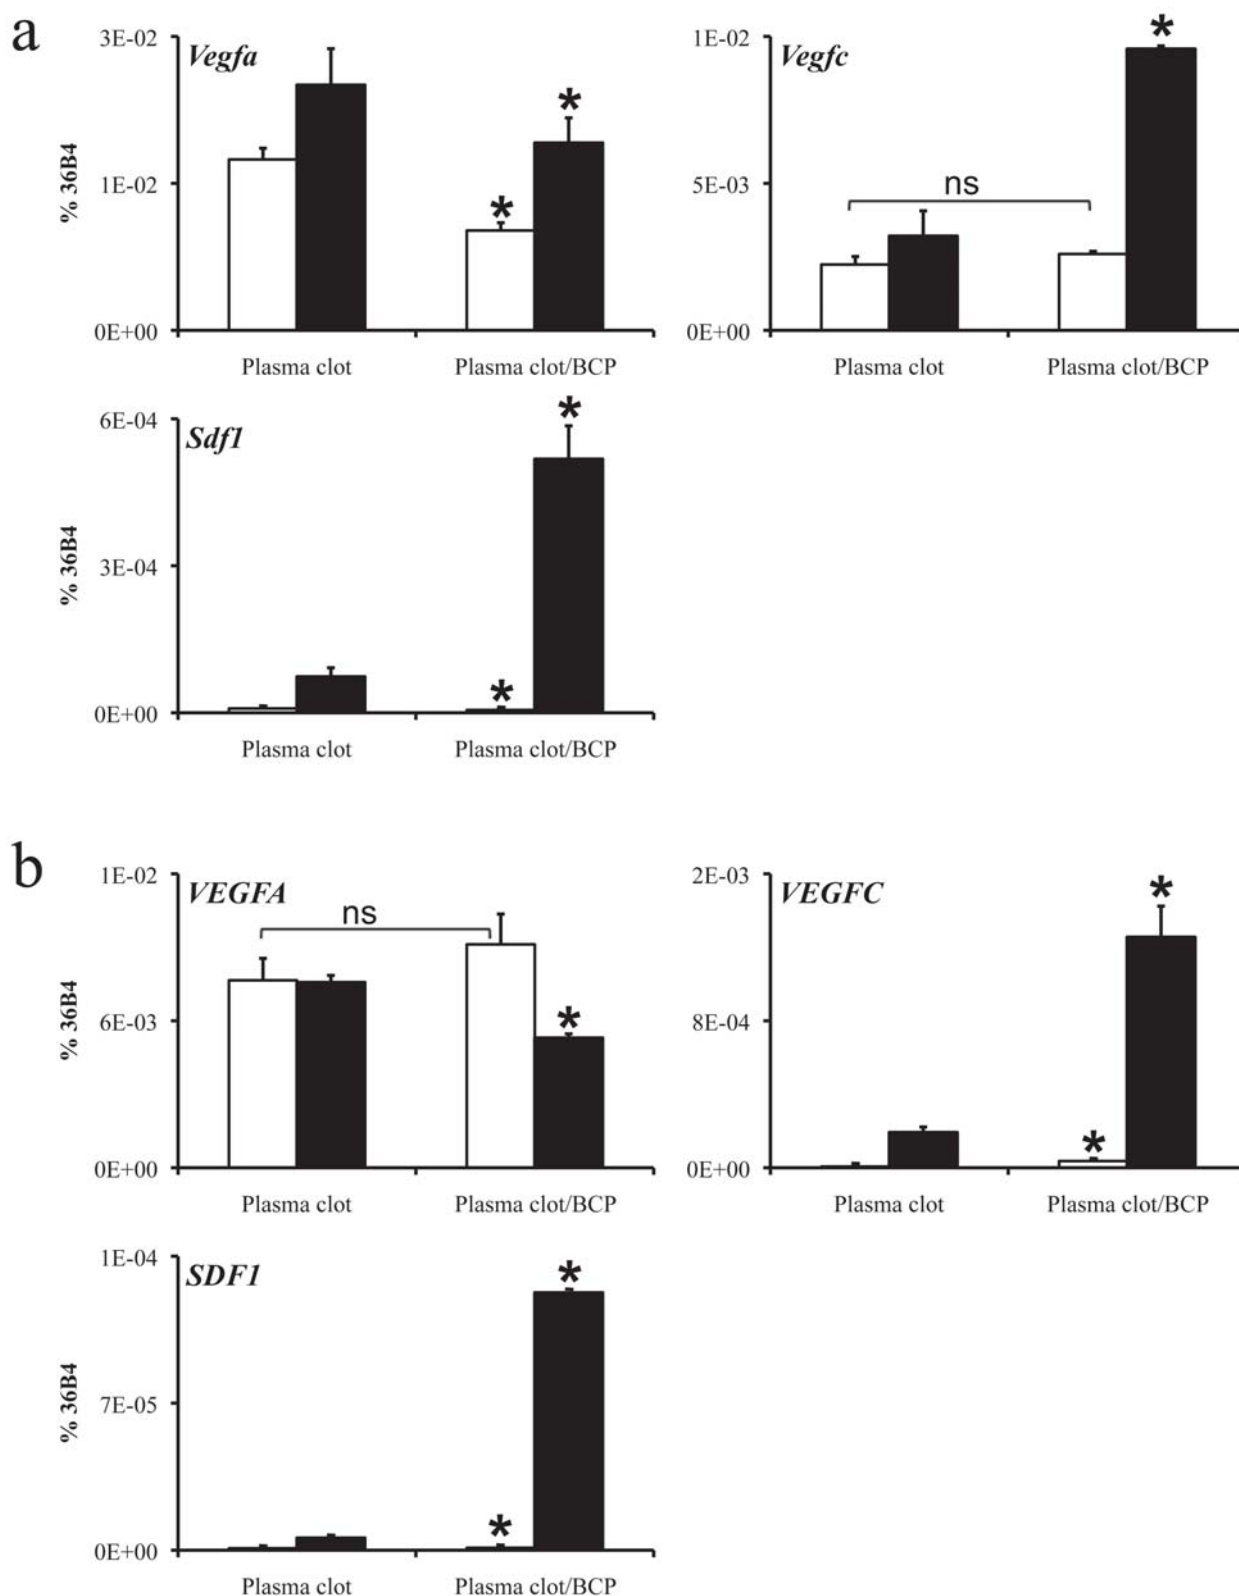 a
3E-02
Vegfa
*
*
1E-02
% 36B4
0E+00
Plasma clot
Plasma clot/BCP
1E-02
Vegfc
*
ns
5E-03
0E+00
Plasma clot
Plasma clot/BCP
6E-04
Sdf1
*
3E-04
% 36B4
*
0E+00
Plasma clot
Plasma clot/BCP
b
1E-02
VEGFA
ns
*
6E-03
% 36B4
0E+00
Plasma clot
Plasma clot/BCP
2E-03
VEGFC
*
8E-04
*
0E+00
Plasma clot
Plasma clot/BCP
1E-04
SDF1
*
7E-05
% 36B4
*
0E+00
Plasma clot
Plasma clot/BCP